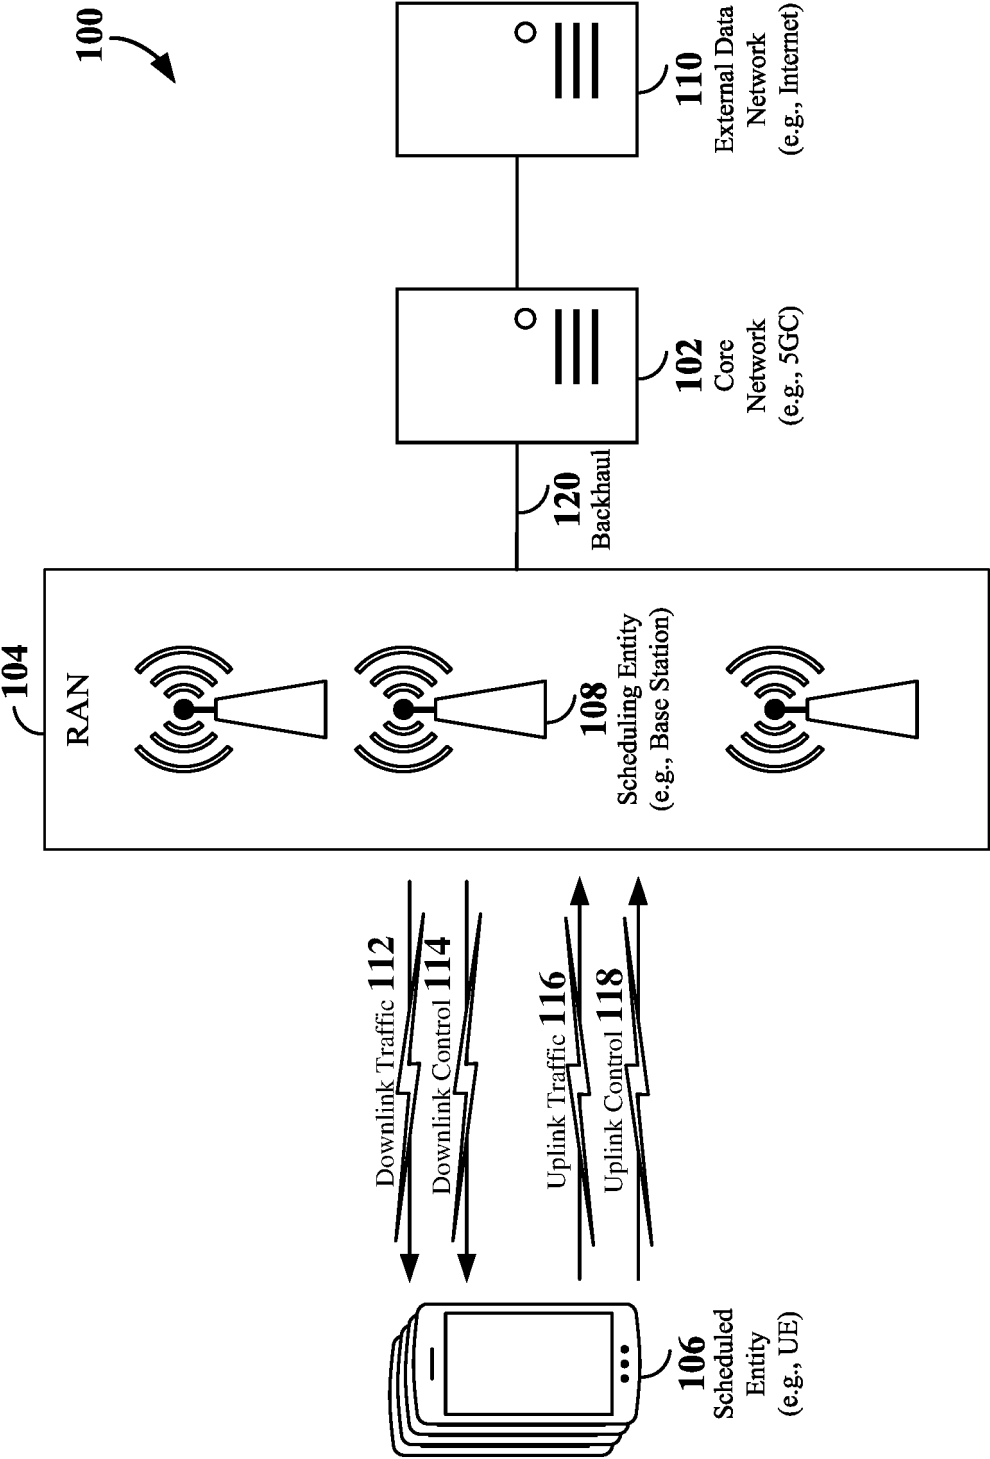 100
104
RAN
108
Scheduling Entity
(e.g., Base Station)
Downlink Traffic 112
Downlink Control 114
Uplink Traffic 116
Uplink Control 118
106
Scheduled
Entity
(e.g., UE)
120
Backhaul
102
Core
Network
(e.g., 5GC)
110
External Data
Network
(e.g., Internet)